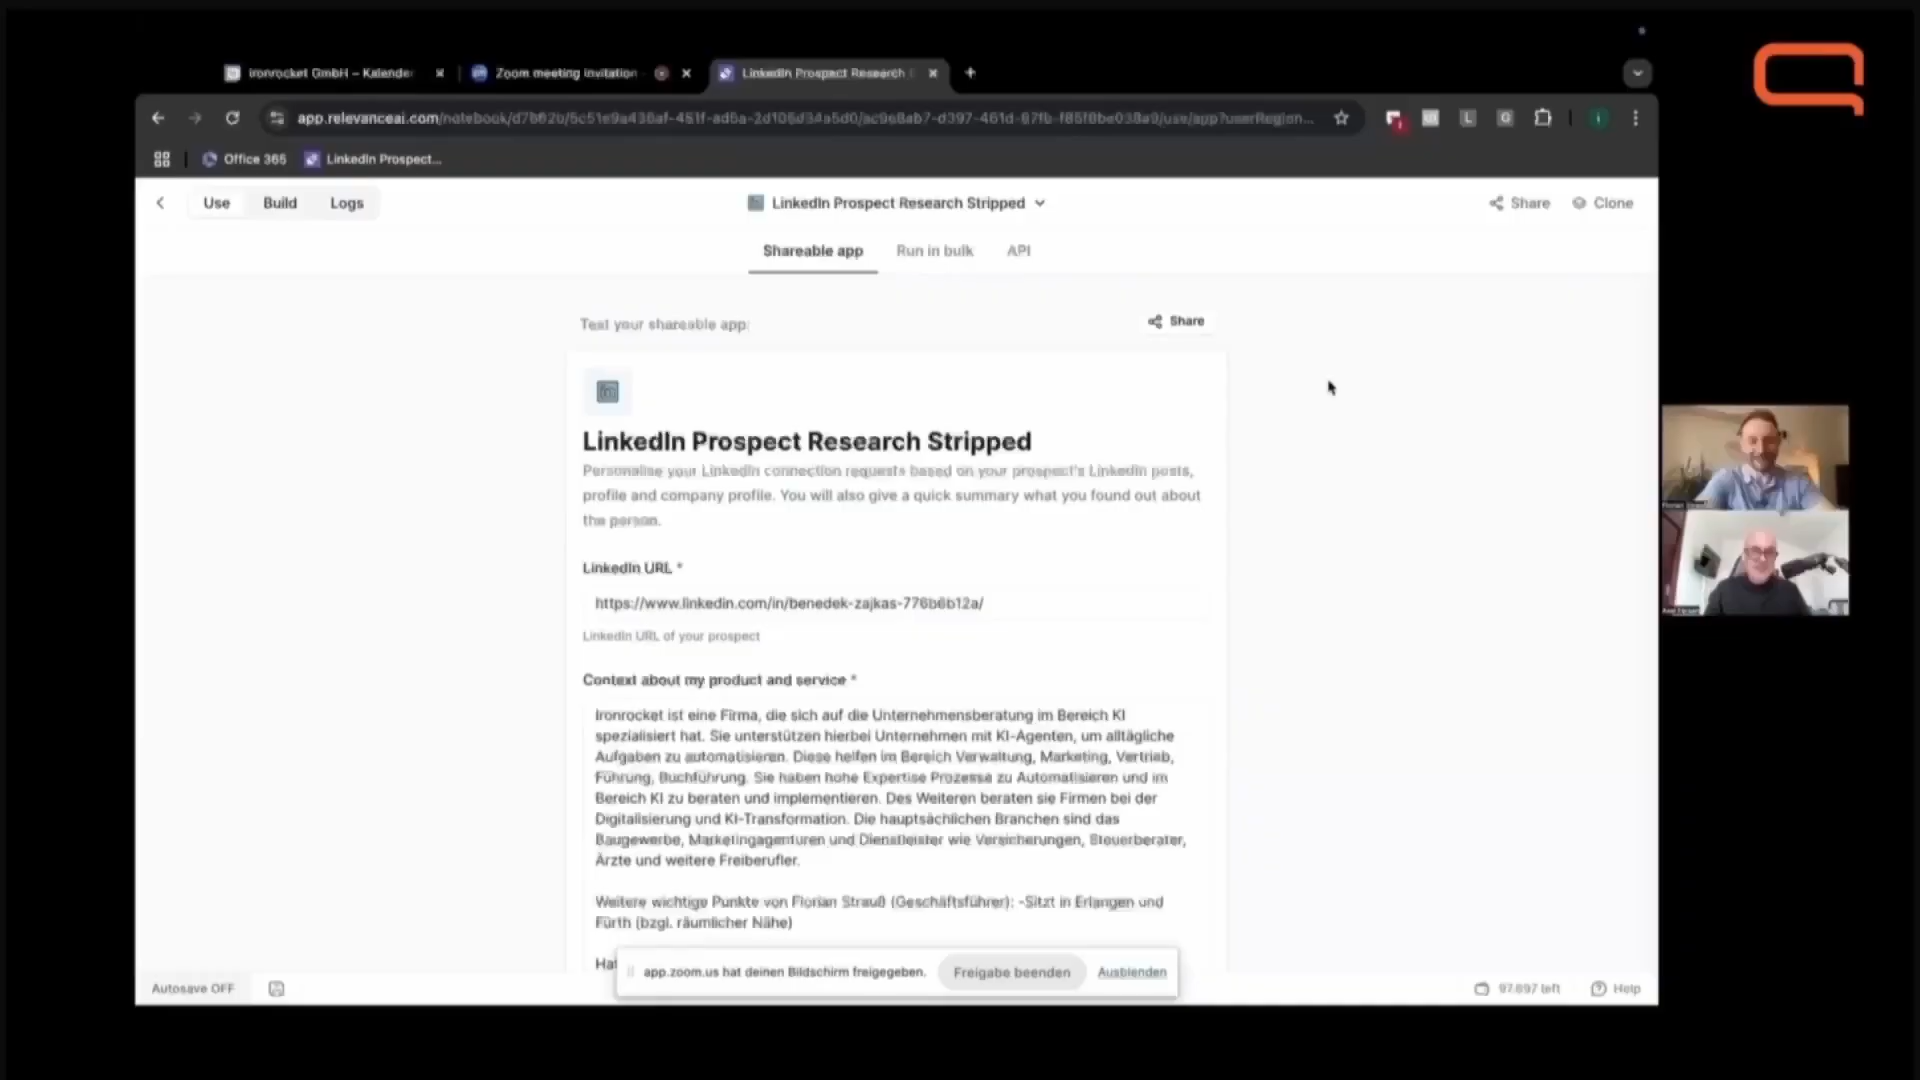 ironrocket GmbH – Kalender
Zoom meeting invitation
LinkedIn Prospect Research
app.relevanceai.com/notebook/
Office 365
LinkedIn Prospect...
Use
Build
Logs
LinkedIn Prospect Research Stripped
Share
Clone
Shareable app
Run in bulk
API
Test your shareable app:
Share
LinkedIn Prospect Research Stripped
Personalise your LinkedIn connection requests based on your prospect's LinkedIn posts,
profile and company profile. You will also give a quick summary what you found out about
the person.
LinkedIn URL *
https://www.linkedin.com/in/benedek-zajkas-776b6b12a/
LinkedIn URL of your prospect
Context about my product and service *
Ironrocket ist eine Firma, die sich auf die Unternehmensberatung im Bereich KI
spezialisiert hat. Sie unterstützen hierbei Unternehmen mit KI-Agenten, um alltägliche
Aufgaben zu automatisieren. Diese helfen im Bereich Verwaltung, Marketing, Vertrieb,
Führung, Buchführung. Sie haben hohe Expertise Prozesse zu Automatisieren und im
Bereich KI zu beraten und implementieren. Des Weiteren beraten sie Firmen bei der
Digitalisierung und KI-Transformation. Die hauptsächlichen Branchen sind das
Baugewerbe, Marketingagenturen und Dienstleister wie Versicherungen, Steuerberater,
Ärzte und weitere Freiberufler.
Weitere wichtige Punkte von Florian Strauß (Geschäftsführer): -Sitzt in Erlangen und
Fürth (bzgl. räumlicher Nähe)
Hat
app.zoom.us hat deinen Bildschirm freigegeben.
Freigabe beenden
Ausblenden
Autosave OFF
97.697 left
Help